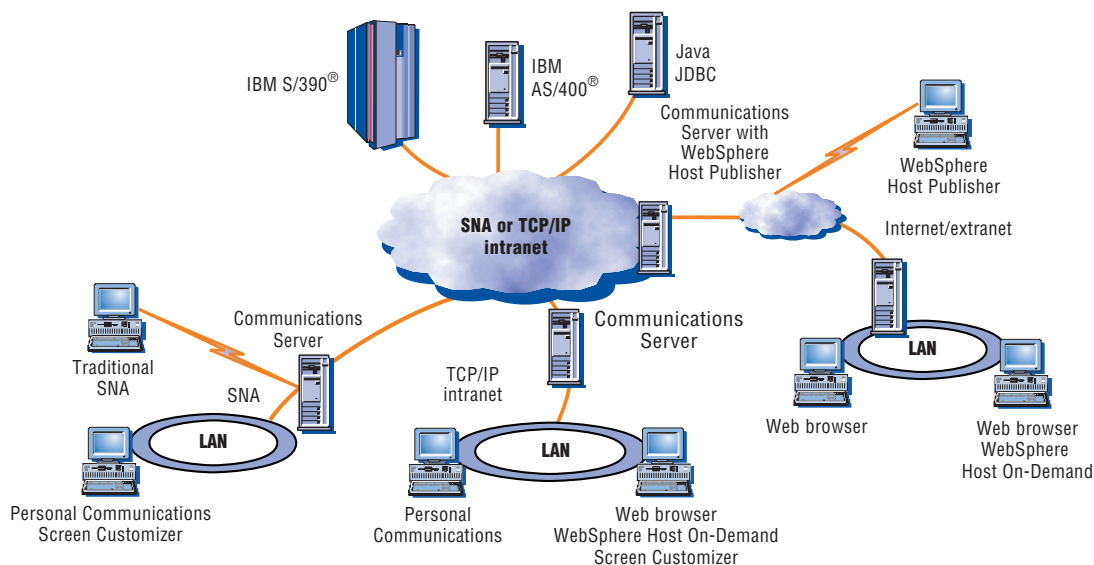 IBM S/390®
IBM
AS/400®
Java
JDBC
Communications
Server with
WebSphere
Host Publisher
WebSphere
Host Publisher
SNA or TCP/IP
intranet
Internet/extranet
Traditional
SNA
Communications
Server
SNA
LAN
Personal Communications
Screen Customizer
TCP/IP
intranet
Communications
Server
LAN
Personal
Communications
Web browser
WebSphere Host On-Demand
Screen Customizer
LAN
Web browser
Web browser
WebSphere
Host On-Demand